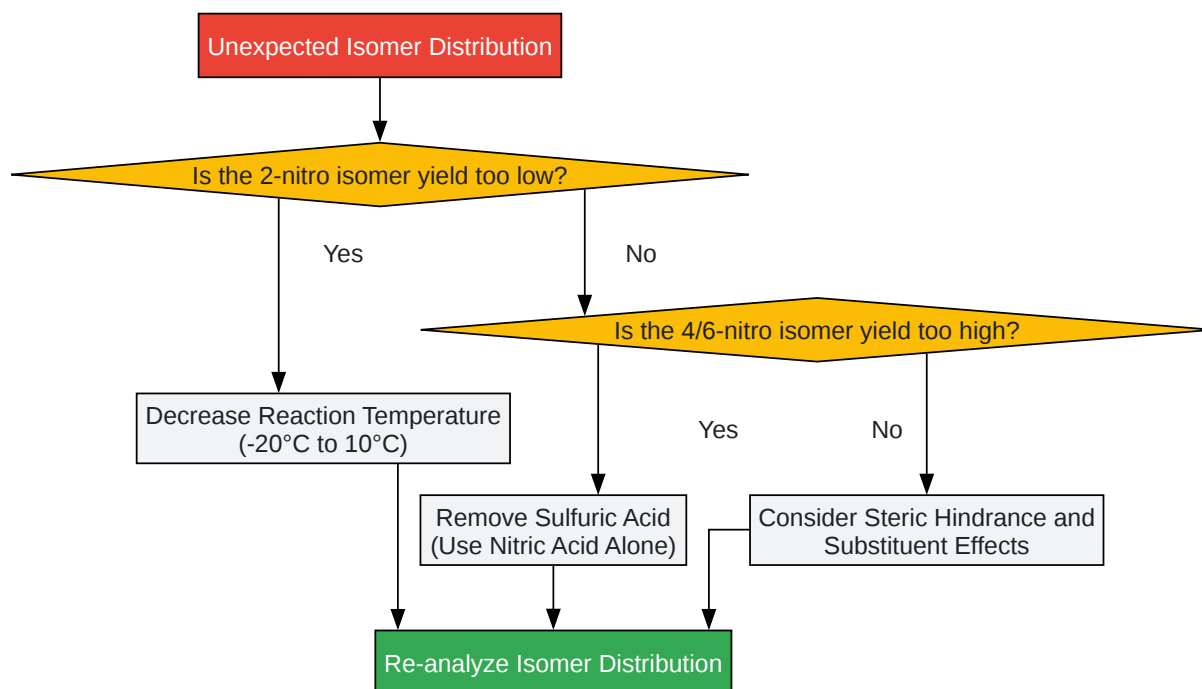 Unexpected Isomer Distribution
Is the 2-nitro isomer yield too low?
Yes
No
Is the 4/6-nitro isomer yield too high?
Decrease Reaction Temperature
(-20°C to 10°C)
Yes
No
Remove Sulfuric Acid
(Use Nitric Acid Alone)
Consider Steric Hindrance and
Substituent Effects
Re-analyze Isomer Distribution